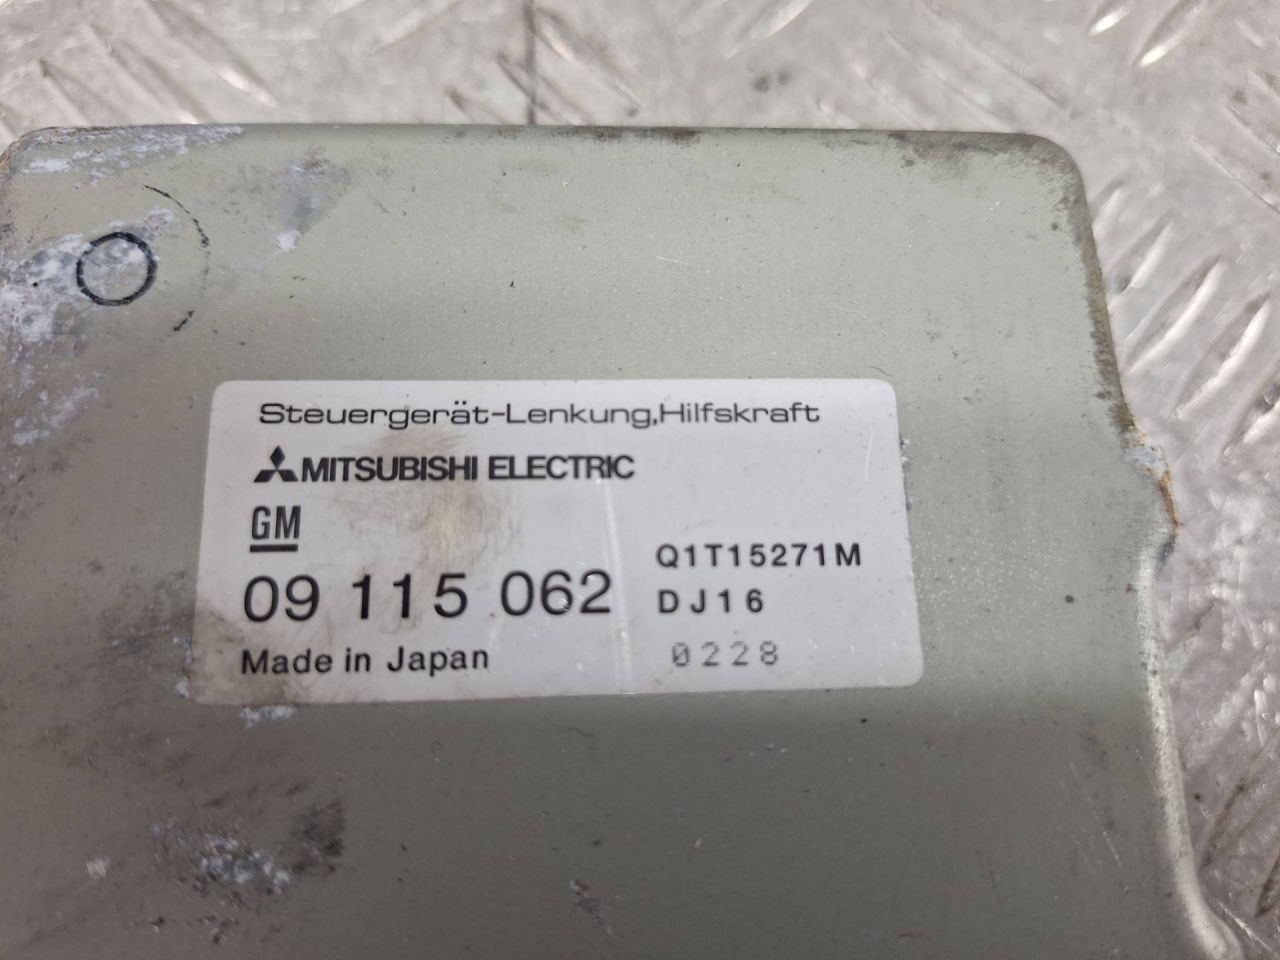 Steuergerät-Lenkung,Hilfskraft
MITSUBISHI ELECTRIC
GM
09 115 062
Q1T15271M
DJ16
Made in Japan
0228